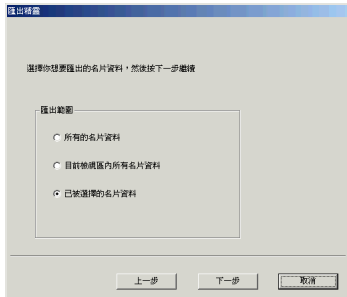 匯出精靈
選擇你想要匯出的名片資料，然後按下一步繼續
匯出範圍
所有的名片資料
目前檢視區內所有名片資料
已被選擇的名片資料
上一步
下一步
取消